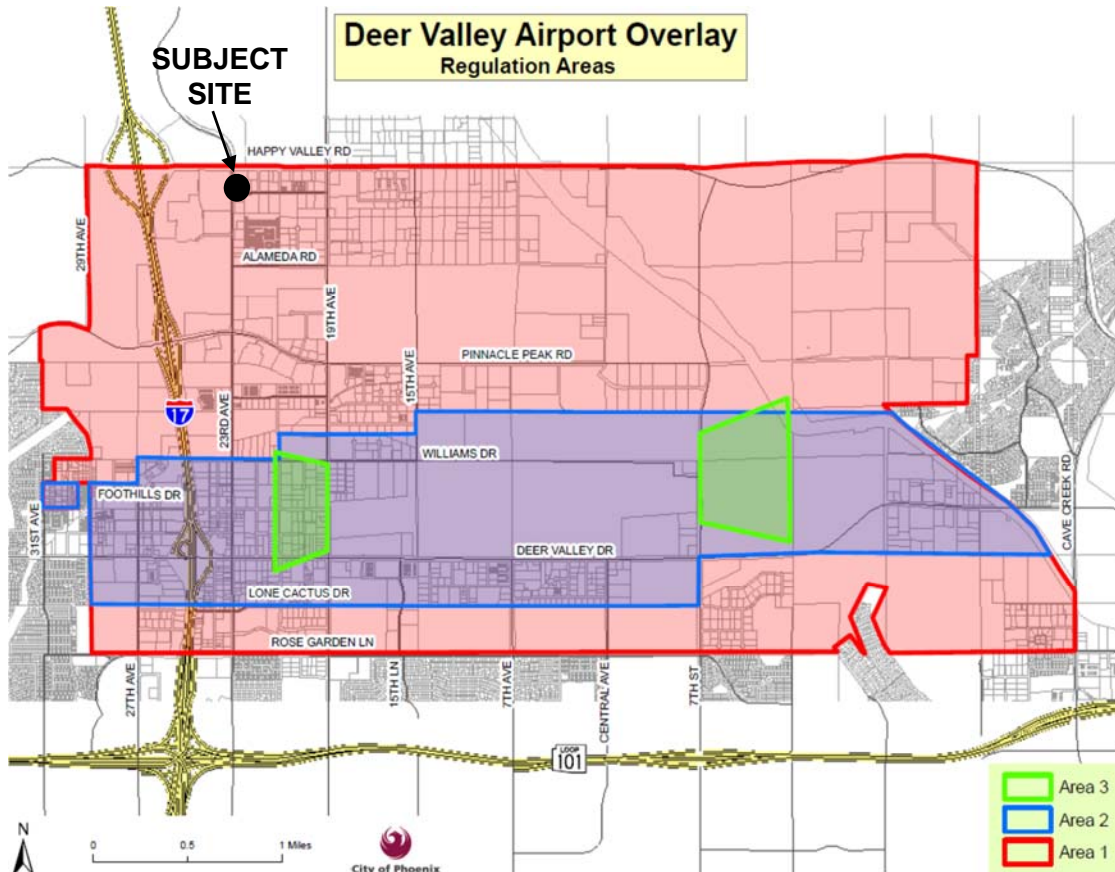 Deer Valley Airport Overlay
Regulation Areas
SUBJECT
SITE
HAPPY VALLEY RD
29TH AVE
ALAMEDA RD
19TH AVE
PINNACLE PEAK RD
15TH AVE
17
23RD AVE
WILLIAMS DR
FOOTHILLS DR
31ST AVE
CAVE CREEK RD
DEER VALLEY DR
LONE CACTUS DR
ROSE GARDEN LN
27TH AVE
15TH LN
7TH AVE
CENTRAL AVE
7TH ST
LOOP
101
Area 3
Area 2
Area 1
N
0 0.5 1 Miles
City of Phoenix